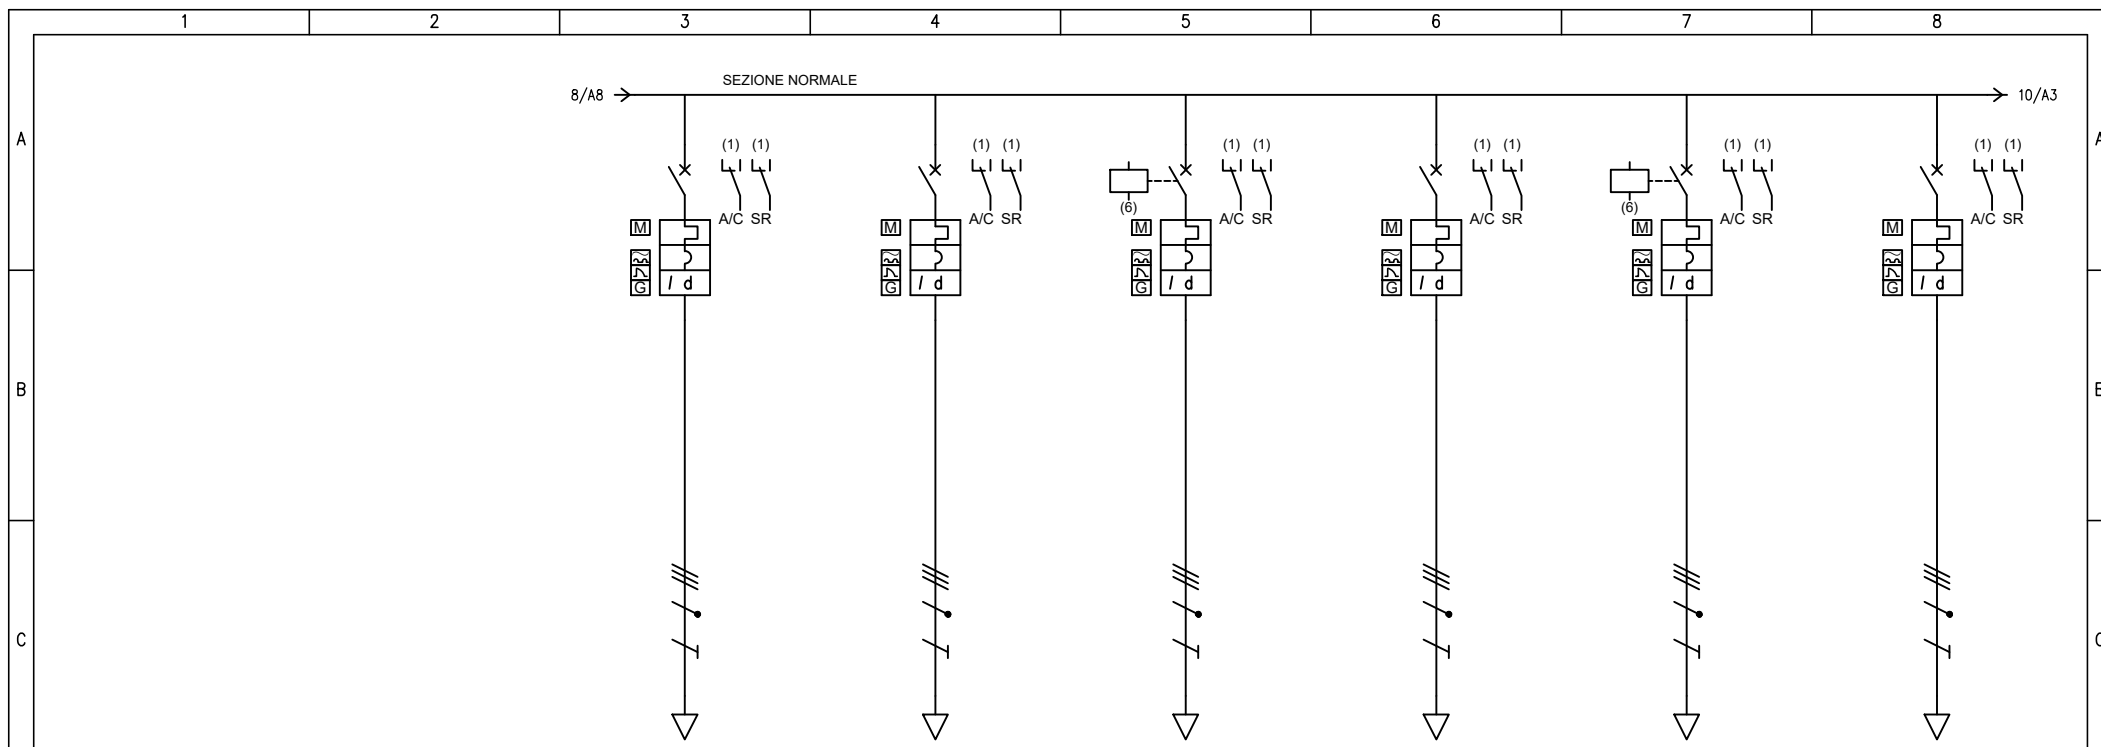 1 2 3 4 5 6 7 8
SEZIONE NORMALE
8/A8 10/A3
A A
(1) (1) (1) (1) (1) (1) (1) (1) (1) (1) (1) (1)
(6) (6)
A/C SR A/C SR A/C SR A/C SR A/C SR A/C SR
M M M M M M
G I d G I d G I d G I d G I d G I d
B
C